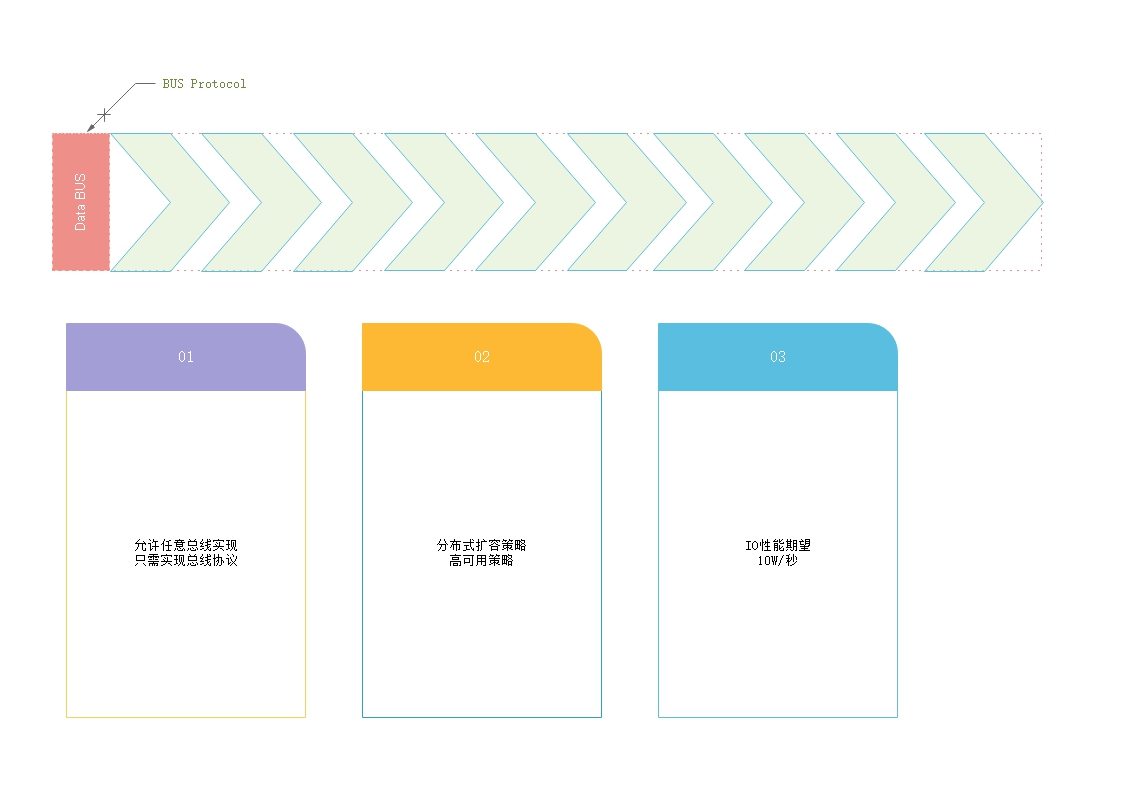 BUS Protocol
Data BUS
01
02
03
允许任意总线实现
只需实现总线协议
分布式扩容策略
高可用策略
IO性能期望
10W/秒